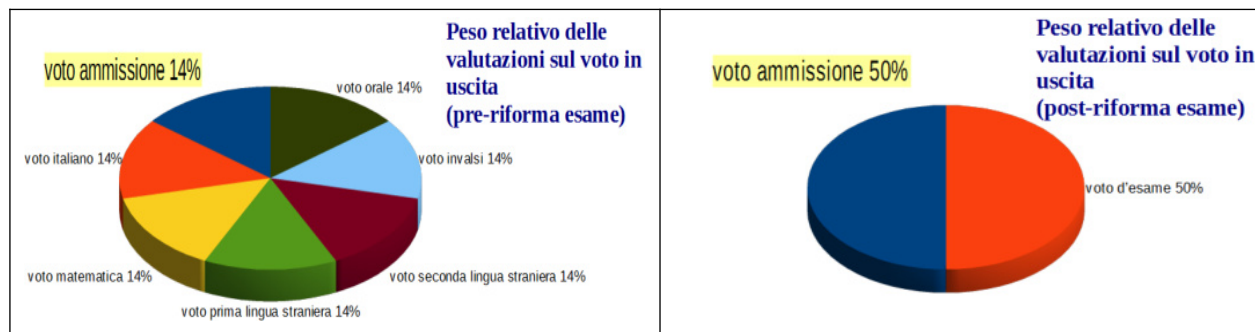 Peso relativo delle
valutazioni sul voto in
uscita
(pre-riforma esame)
voto ammissione 14%
voto orale 14%
voto italiano 14%
voto invalsi 14%
voto matematica 14%
voto seconda lingua straniera 14%
voto prima lingua straniera 14%
Peso relativo delle
valutazioni sul voto in
uscita
(post-riforma esame)
voto ammissione 50%
voto d'esame 50%